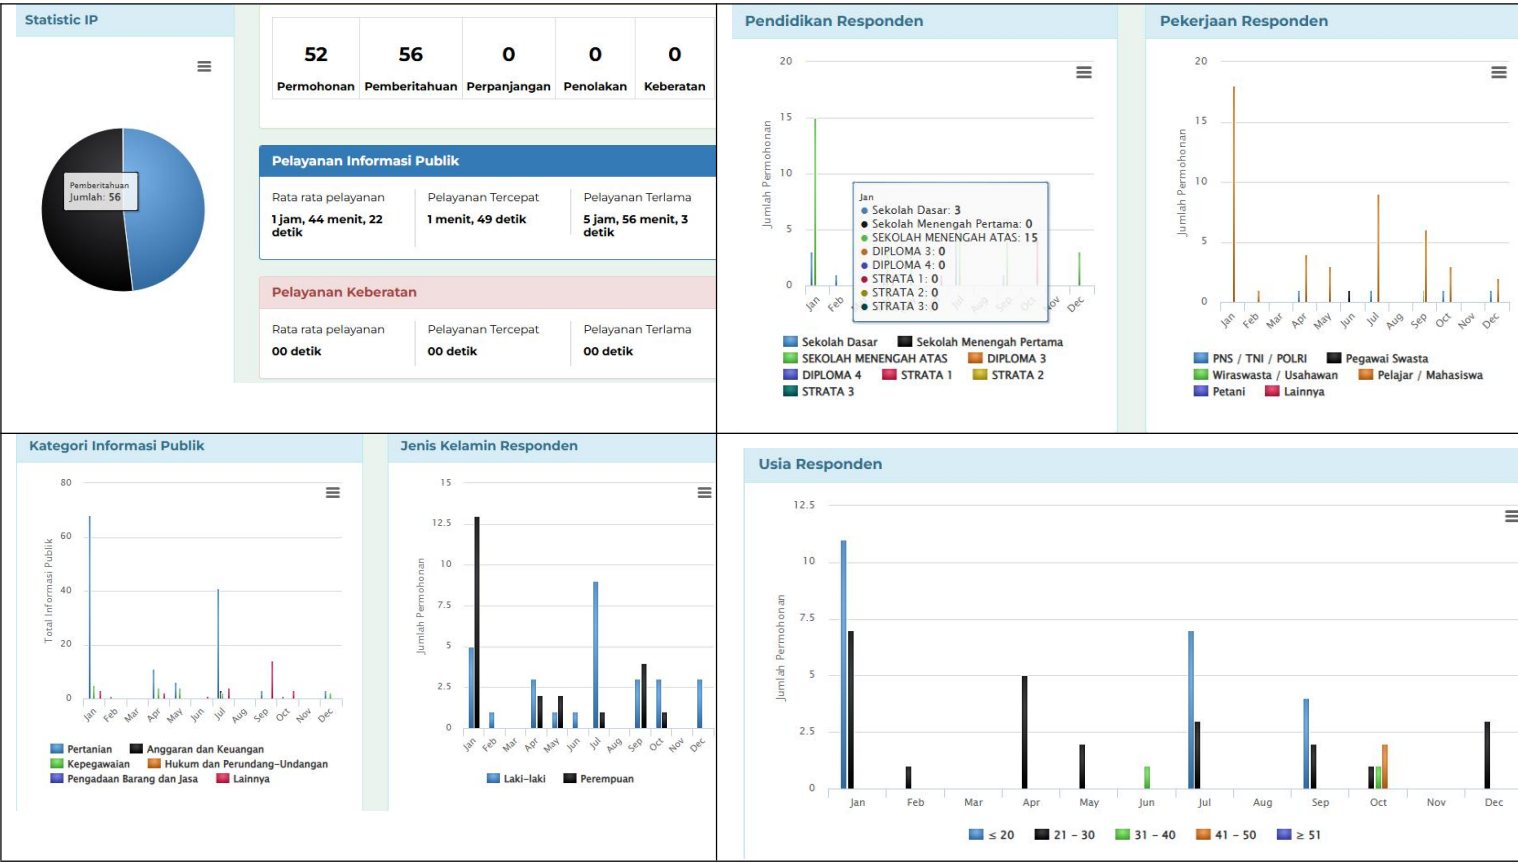 Statistic IP
Pemberitahuan
Jumlah: 56
52
56
0
0
0
Permohonan
Pemberitahuan
Perpanjangan
Penolakan
Keberatan
Pelayanan Informasi Publik
Rata rata pelayanan
1 jam, 44 menit, 22
detik
Pelayanan Tercepat
1 menit, 49 detik
Pelayanan Terlama
5 jam, 56 menit, 3
detik
Pelayanan Keberatan
Rata rata pelayanan
00 detik
Pelayanan Tercepat
00 detik
Pelayanan Terlama
00 detik
Pendidikan Responden
Jumlah Permohonan
20
15
10
5
0
Jan
Feb
Jul
Aug
Sep
Oct
Nov
Dec
Jan
Sekolah Dasar: 3
Sekolah Menengah Pertama: 0
SEKOLAH MENENGAH ATAS: 15
DIPLOMA 3: 0
DIPLOMA 4: 0
STRATA 1: 0
STRATA 2: 0
STRATA 3: 0
Sekolah Dasar
Sekolah Menengah Pertama
SEKOLAH MENENGAH ATAS
DIPLOMA 3
DIPLOMA 4
STRATA 1
STRATA 2
STRATA 3
Pekerjaan Responden
Jumlah Permohonan
20
15
10
5
0
Jan
Feb
Mar
Apr
May
Jun
Jul
Aug
Sep
Oct
Nov
Dec
PNS / TNI / POLRI
Pegawai Swasta
Wiraswasta / Usahawan
Pelajar / Mahasiswa
Petani
Lainnya
Kategori Informasi Publik
Total Informasi Publik
80
60
40
20
0
Jan
Feb
Mar
Apr
May
Jun
Jul
Aug
Sep
Oct
Nov
Dec
Pertanian
Anggaran dan Keuangan
Kepegawaian
Hukum dan Perundang-Undangan
Pengadaan Barang dan Jasa
Lainnya
Jenis Kelamin Responden
Jumlah Permohonan
15
12.5
10
7.5
5
2.5
0
Jan
Feb
Mar
Apr
May
Jun
Jul
Aug
Sep
Oct
Nov
Dec
Laki-laki
Perempuan
Usia Responden
Jumlah Permohonan
12.5
10
7.5
5
2.5
0
Jan
Feb
Mar
Apr
May
Jun
Jul
Aug
Sep
Oct
Nov
Dec
≤ 20
21 - 30
31 - 40
41 - 50
≥ 51